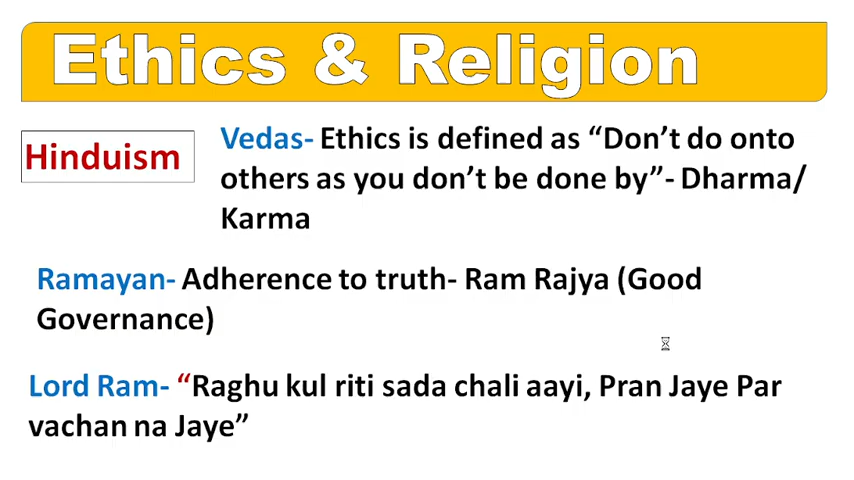 Ethics & Religion
Hinduism
Vedas- Ethics is defined as “Don’t do onto
others as you don’t be done by”- Dharma/
Karma
Ramayan- Adherence to truth- Ram Rajya (Good
Governance)
Lord Ram- “Raghu kul riti sada chali aayi, Pran Jaye Par
vachan na Jaye”